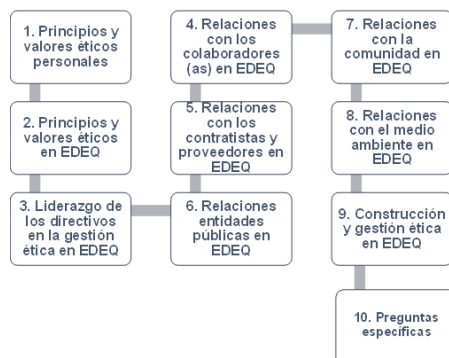 1. Principios y
valores éticos
personales
2. Principios y
valores éticos
en EDEQ
3. Liderazgo de
los directivos
en la gestión
ética en EDEQ
4. Relaciones
con los
colaboradores
(as) en EDEQ
5. Relaciones
con los
contratistas y
proveedores en
EDEQ
6. Relaciones
entidades
públicas en
EDEQ
7. Relaciones
con la
comunidad en
EDEQ
8. Relaciones
con el medio
ambiente en
EDEQ
9. Construcción
y gestión ética
en EDEQ
10. Preguntas
específicas